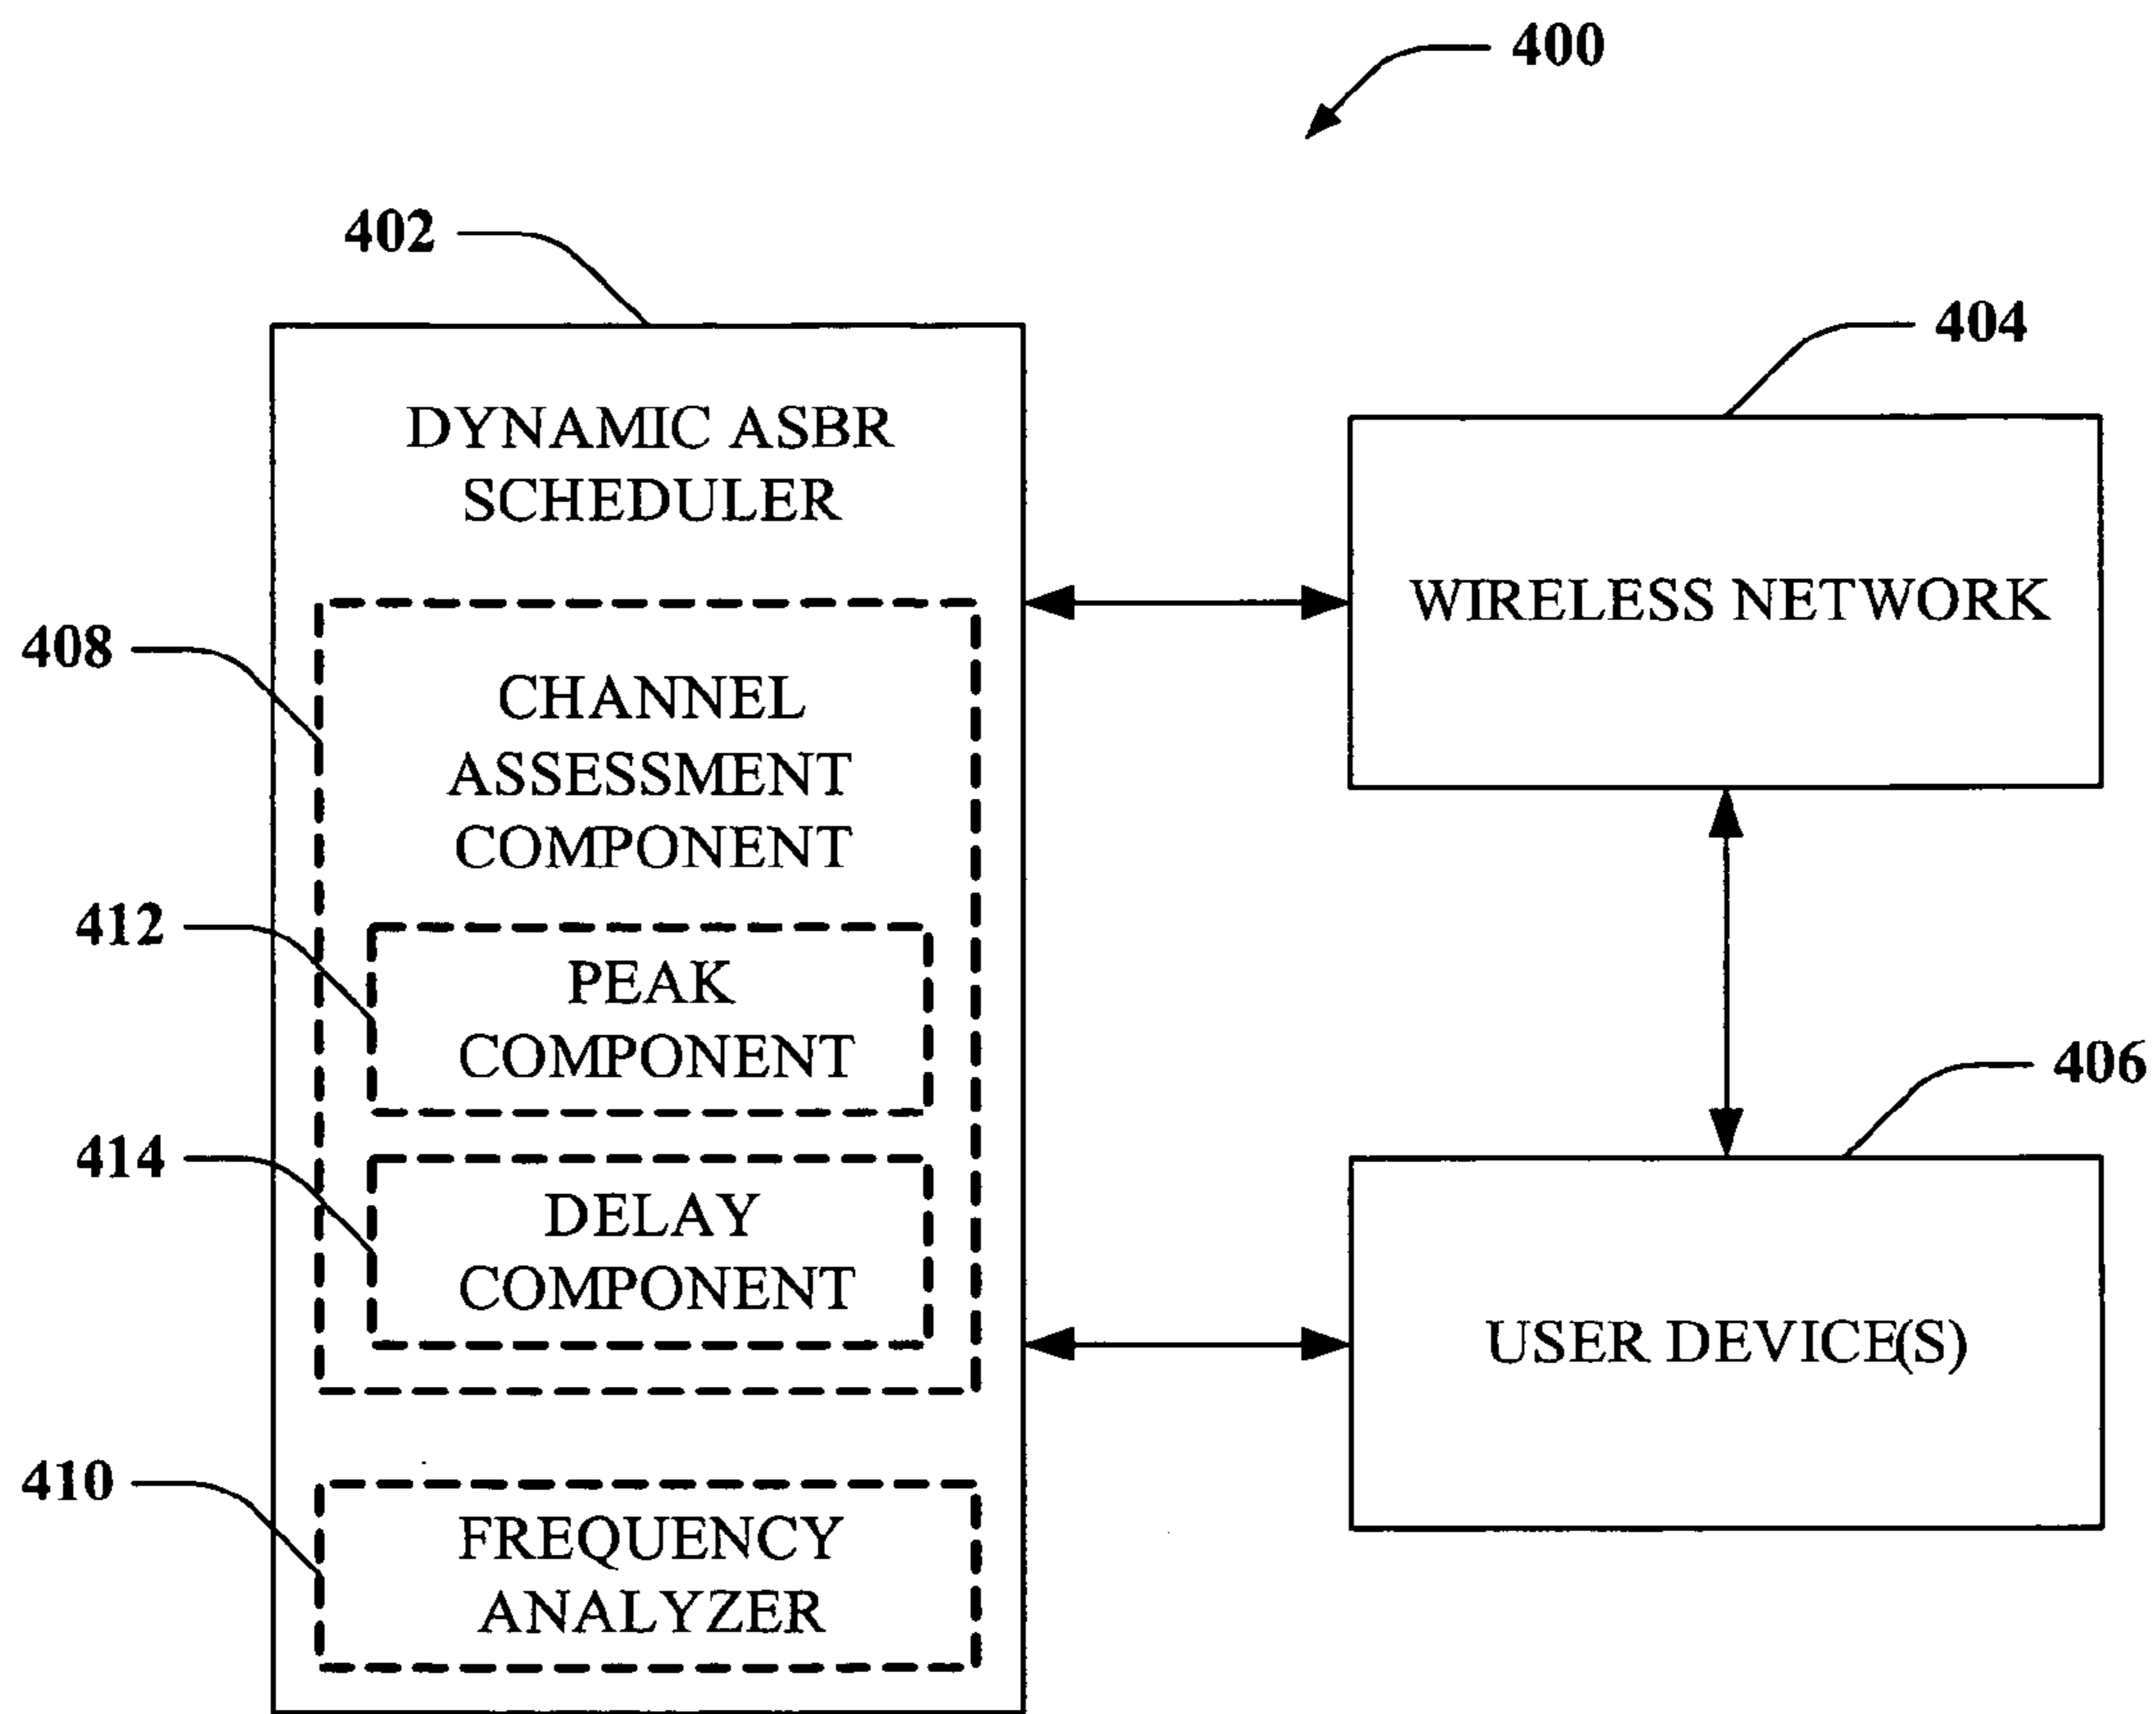 400
402
404
DYNAMIC ASBR
SCHEDULER
WIRELESS NETWORK
408
CHANNEL
ASSESSMENT
COMPONENT
412
PEAK
COMPONENT
406
414
DELAY
COMPONENT
USER DEVICE(S)
410
FREQUENCY
ANALYZER